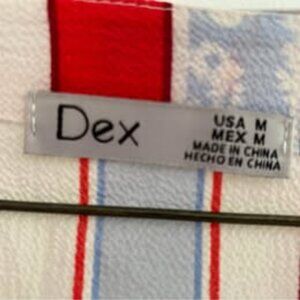 Dex
USA M
MEX M
MADE IN CHINA
HECHO EN CHINA